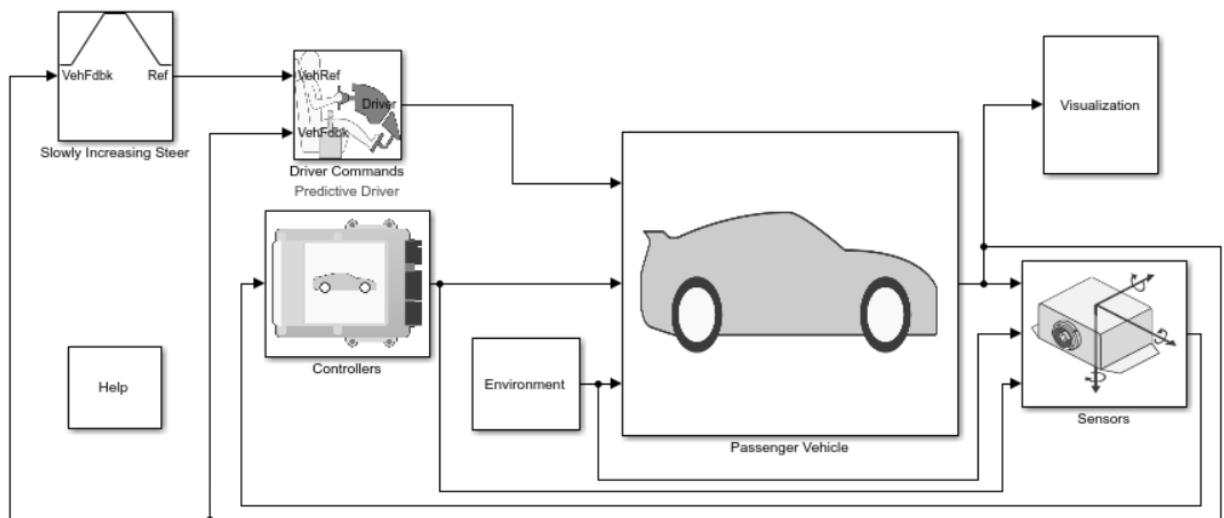 VehFdbk
Ref
Slowly Increasing Steer
VehRef
Driver
VehFdbk
Driver Commands
Predictive Driver
Visualization
Controllers
Environment
Help
Passenger Vehicle
Sensors